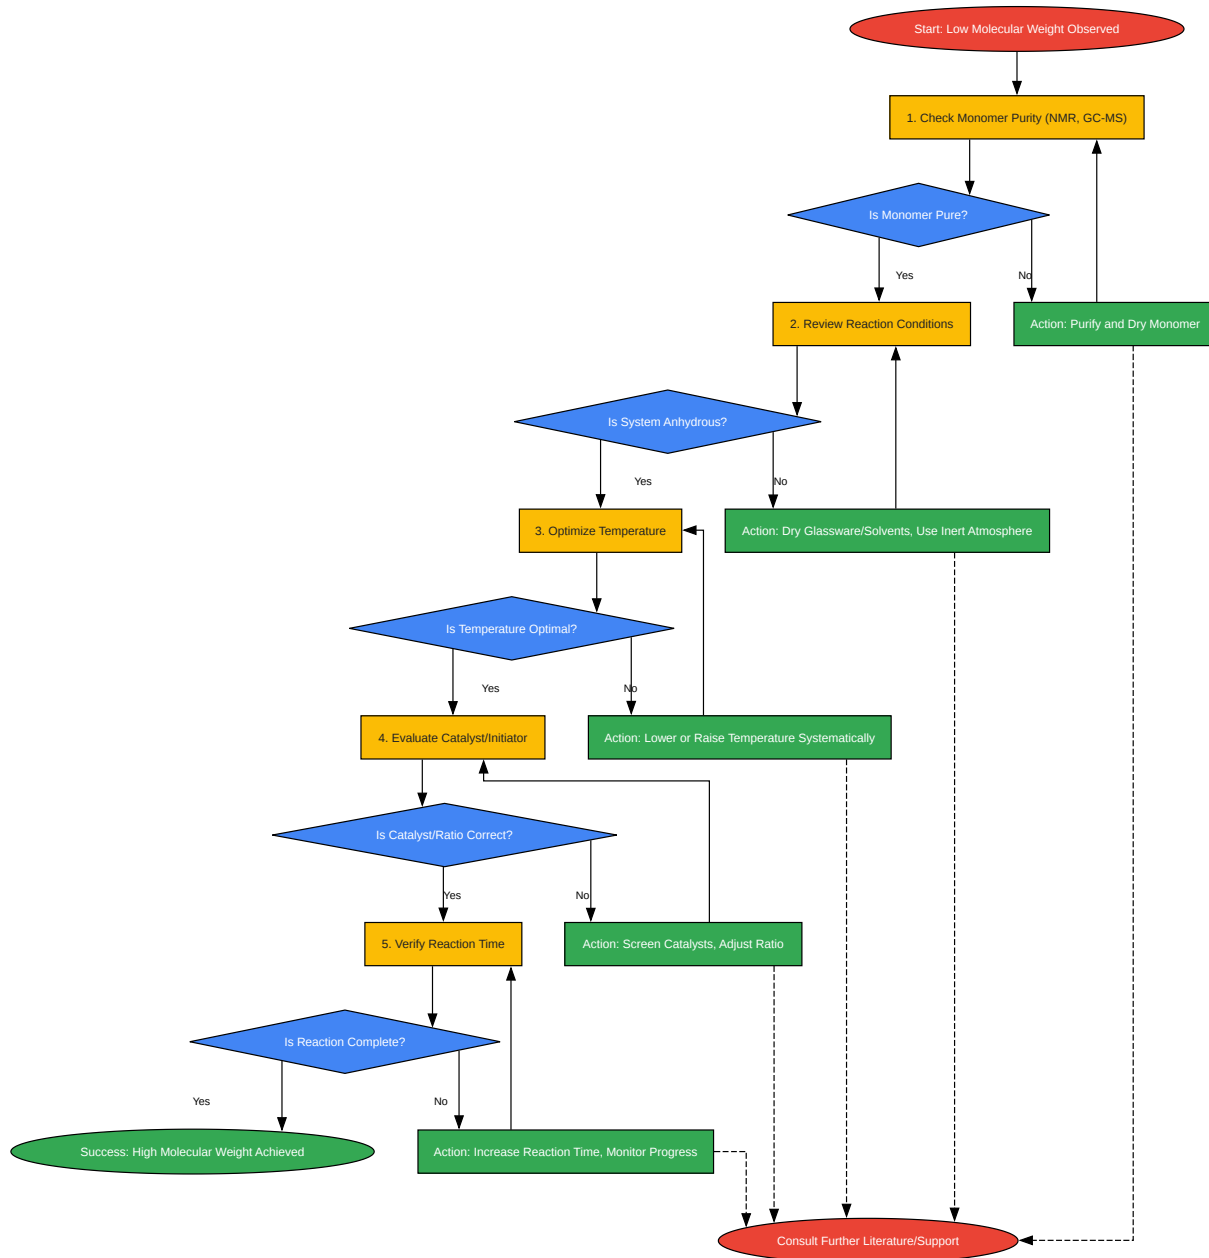 Start: Low Molecular Weight Observed
1. Check Monomer Purity (NMR, GC-MS)
Is Monomer Pure?
Yes
No
2. Review Reaction Conditions
Action: Purify and Dry Monomer
Is System Anhydrous?
Yes
No
3. Optimize Temperature
Action: Dry Glassware/Solvents, Use Inert Atmosphere
Is Temperature Optimal?
Yes
No
4. Evaluate Catalyst/Initiator
Action: Lower or Raise Temperature Systematically
Is Catalyst/Ratio Correct?
Yes
No
5. Verify Reaction Time
Action: Screen Catalysts, Adjust Ratio
Is Reaction Complete?
Yes
No
Success: High Molecular Weight Achieved
Action: Increase Reaction Time, Monitor Progress
Consult Further Literature/Support